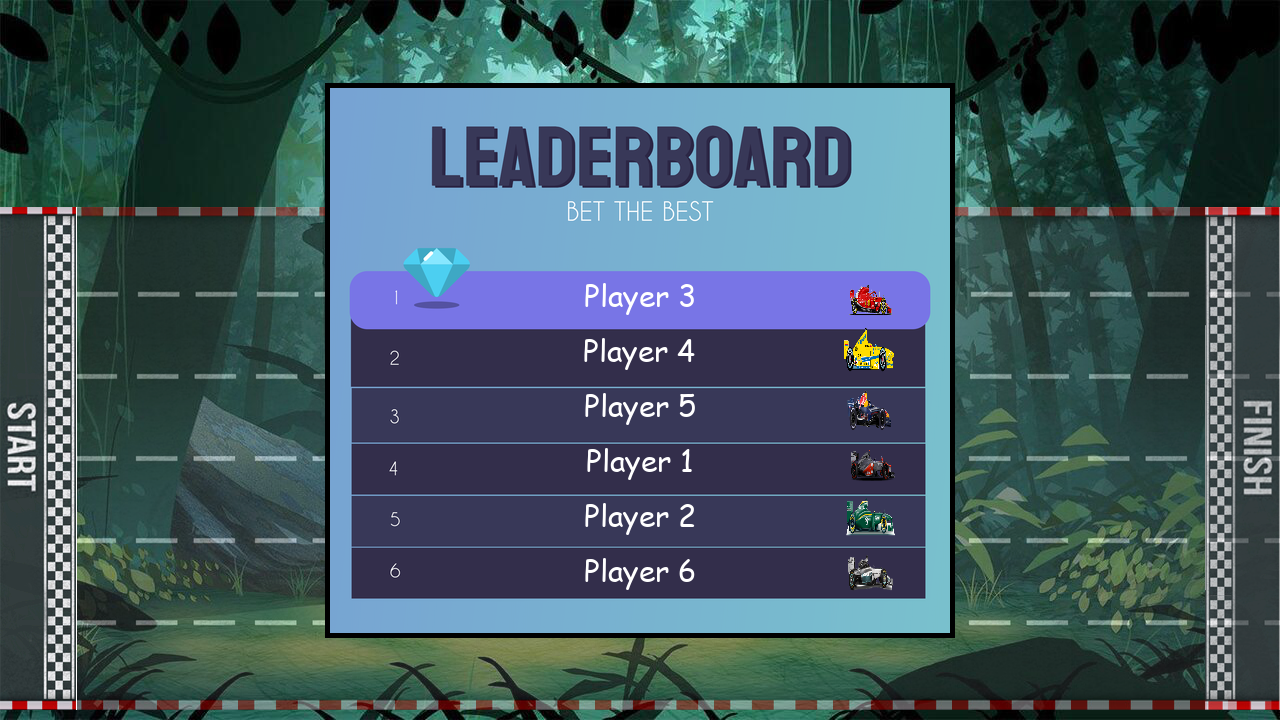 LEADERBOARD
BET THE BEST
1 Player 3
2 Player 4
3 Player 5
4 Player 1
5 Player 2
6 Player 6
START
FINISH